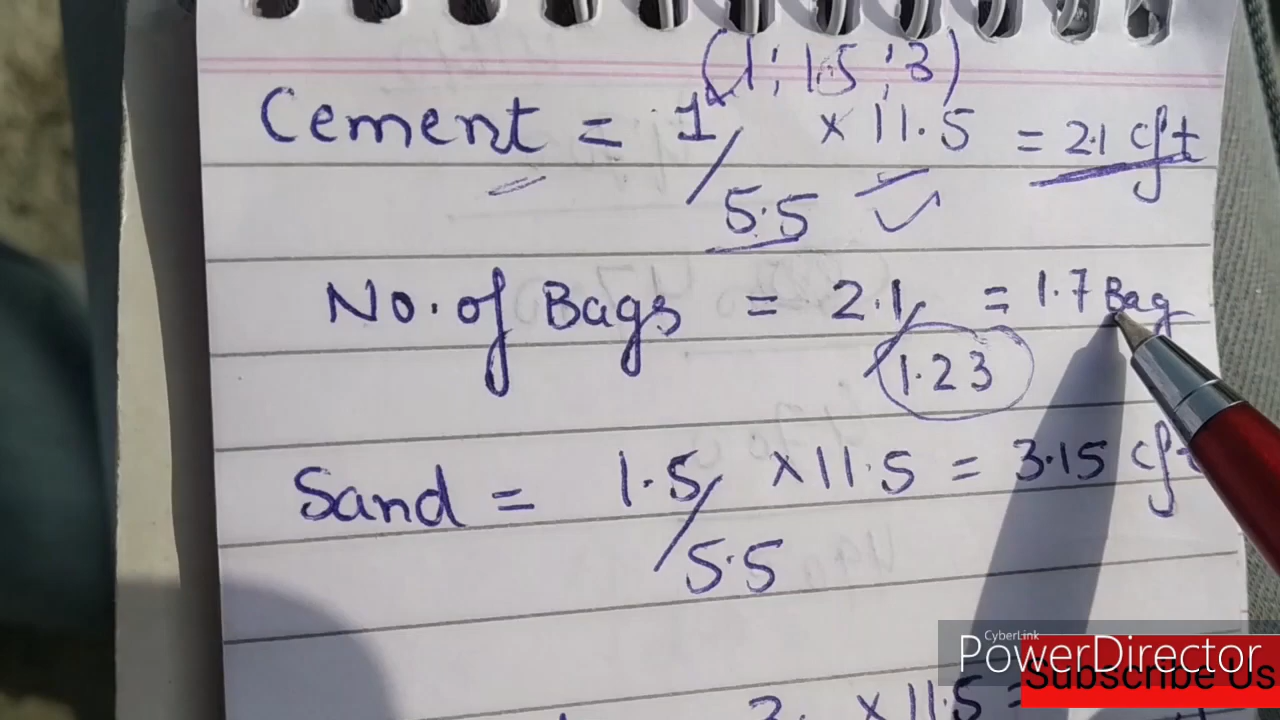 (1:1.5:3)
Cement = 1/5.5 × 11.5 = 2.1 cft
No. of Bags = 2.1/1.23 = 1.7 Bag
Sand = 1.5/5.5 × 11.5 = 3.15 cft
3 × 11.5 =
CyberLink
PowerDirector
Subscribe Us